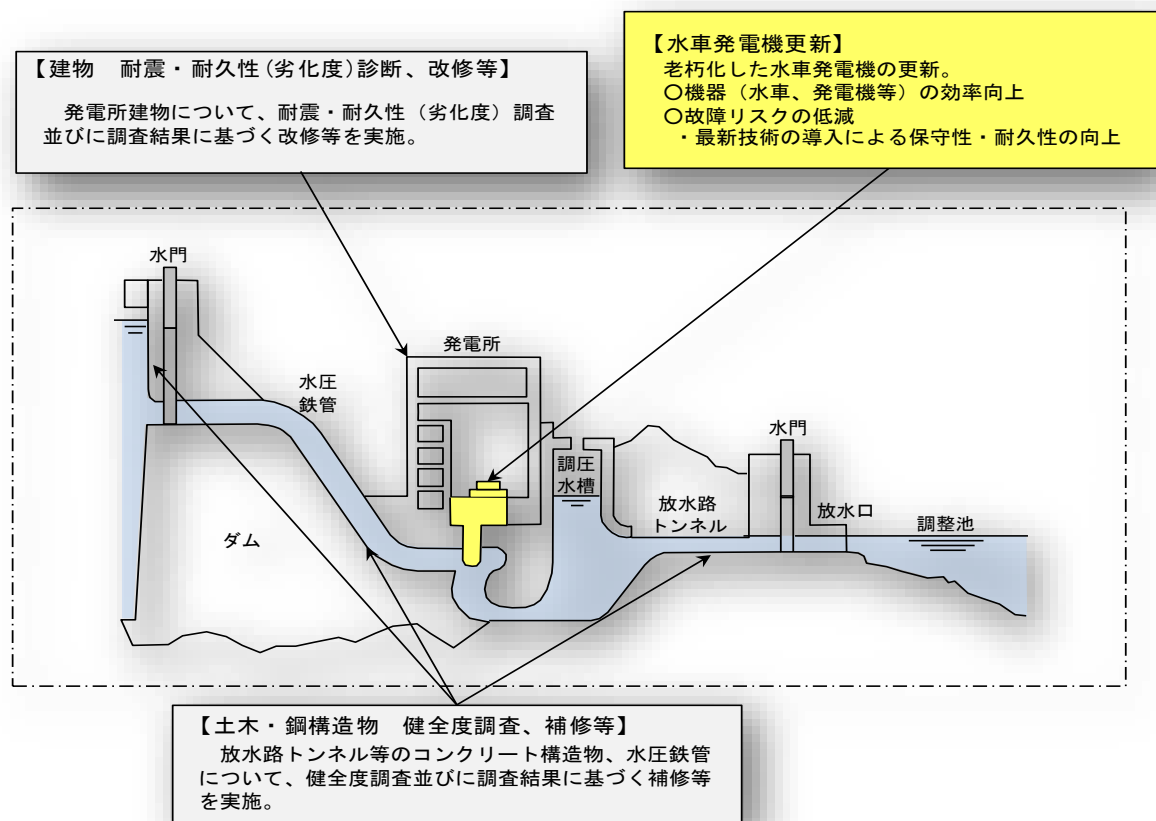 【建物　耐震・耐久性(劣化度)診断、改修等】
発電所建物について、耐震・耐久性（劣化度）調査
並びに調査結果に基づく改修等を実施。
【水車発電機更新】
老朽化した水車発電機の更新。
〇機器（水車、発電機等）の効率向上
〇故障リスクの低減
・最新技術の導入による保守性・耐久性の向上
水門
発電所
水圧
鉄管
水門
調圧
水槽
放水路
トンネル
放水口
調整池
ダム
【土木・鋼構造物　健全度調査、補修等】
放水路トンネル等のコンクリート構造物、水圧鉄管
について、健全度調査並びに調査結果に基づく補修等
を実施。